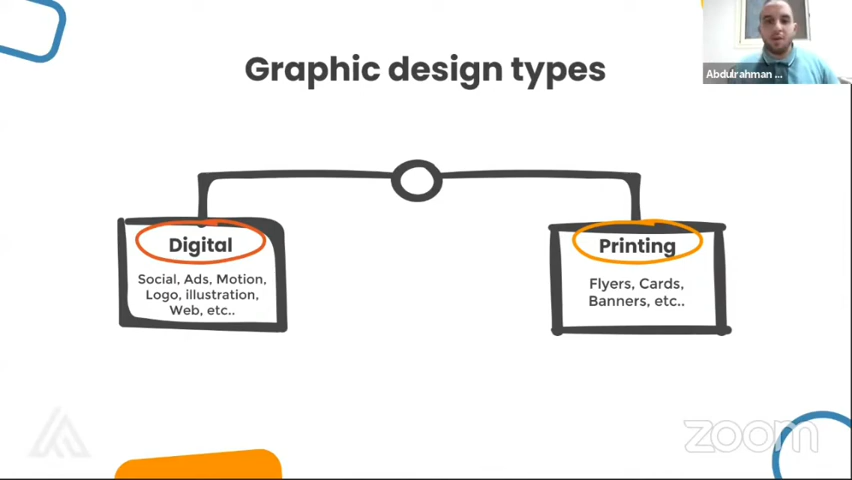 Graphic design types
Abdulrahman ...
Digital
Social, Ads, Motion,
Logo, illustration,
Web, etc..
Printing
Flyers, Cards,
Banners, etc..
zoom